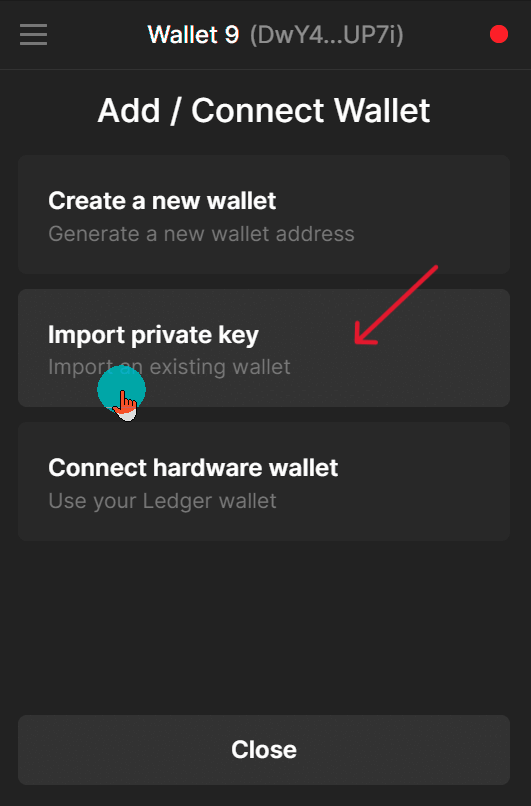 Wallet 9 (DwY4...UP7i)
Add / Connect Wallet
Create a new wallet
Generate a new wallet address
Import private key
Import an existing wallet
Connect hardware wallet
Use your Ledger wallet
Close